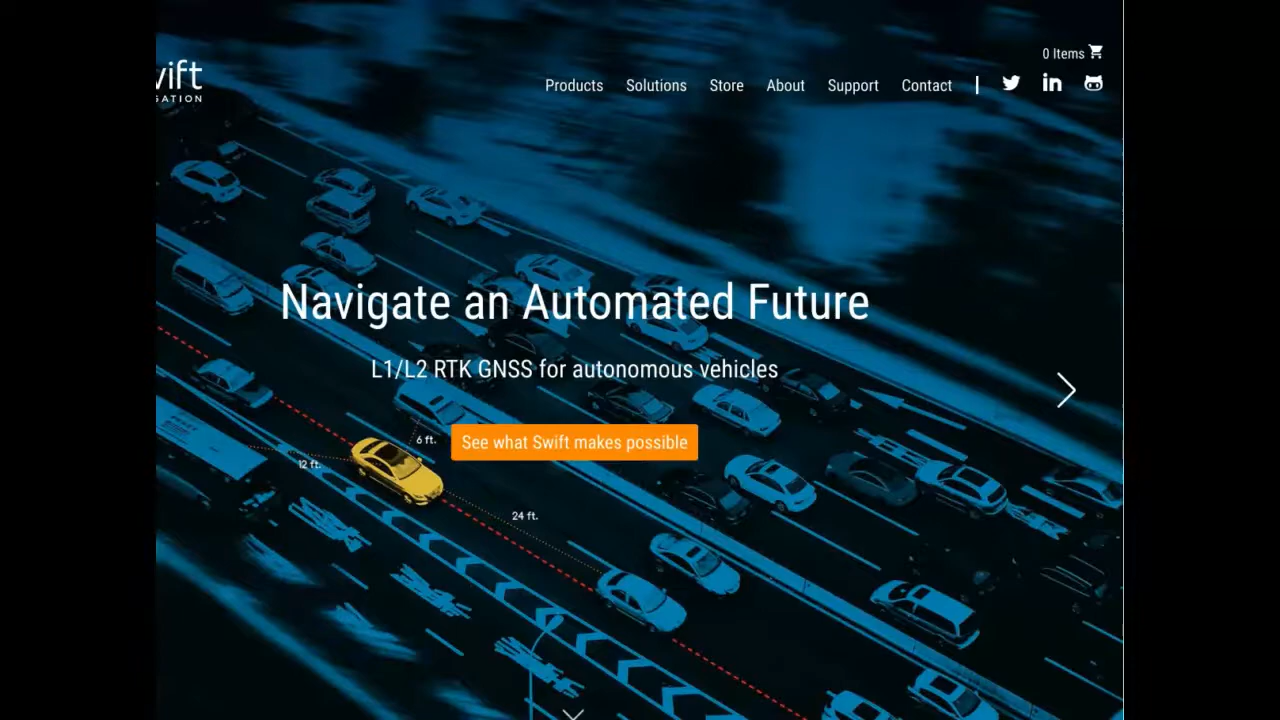 0 Items
vift
GATION
Products Solutions Store About Support Contact
Navigate an Automated Future
L1/L2 RTK GNSS for autonomous vehicles
6 ft.
See what Swift makes possible
12 ft.
24 ft.